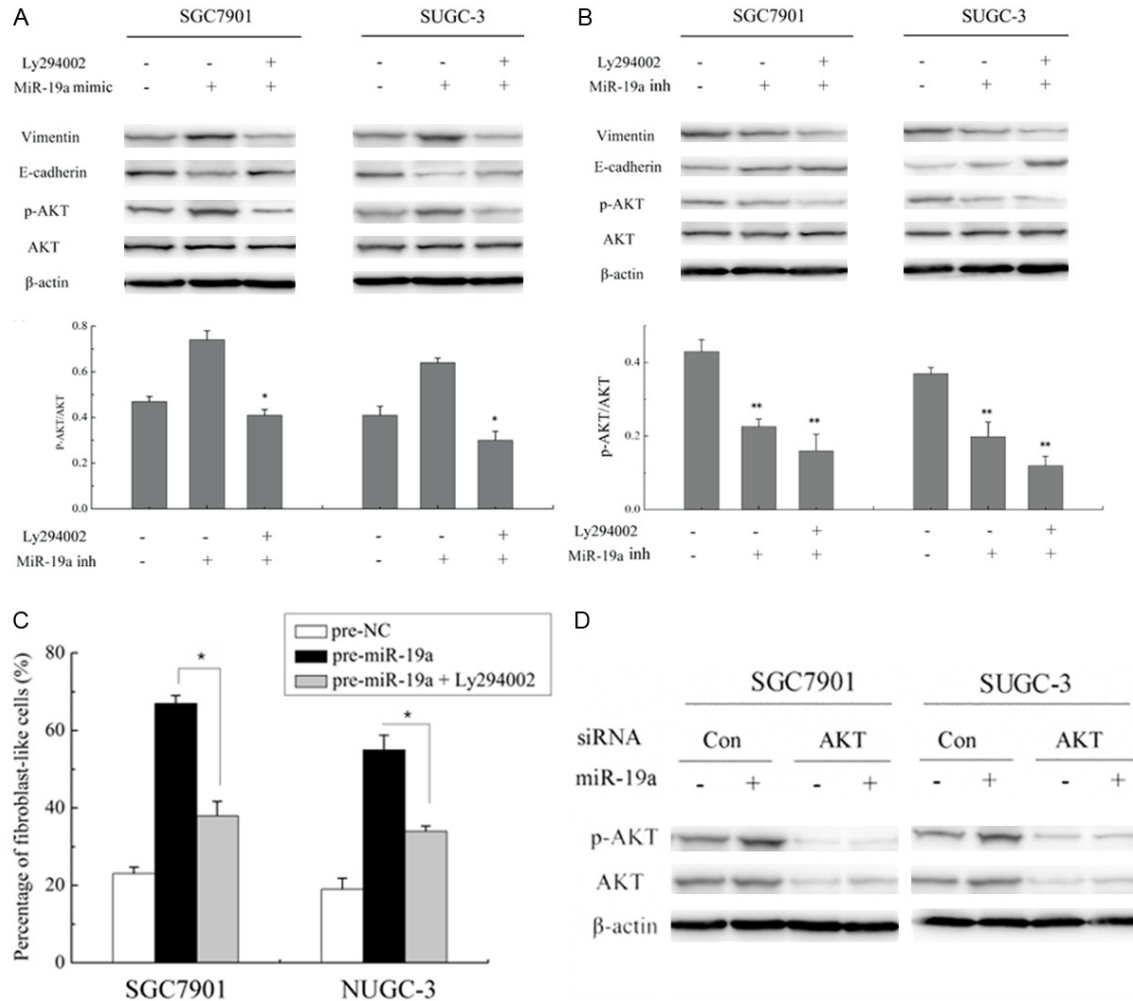 A
SGC7901 SUGC-3
Ly294002 - - + - - +
MiR-19a mimic - + + - + +
Vimentin
E-cadherin
p-AKT
AKT
β-actin
0.8
0.6
0.4
0.2
0.0
P-AKT/AKT
* *
Ly294002 - - + - - +
MiR-19a inh - + + - + +
B
SGC7901 SUGC-3
Ly294002 - - + - - +
MiR-19a inh - + + - + +
Vimentin
E-cadherin
p-AKT
AKT
β-actin
0.4
0.2
0.0
p-AKT/AKT
** ** ** **
Ly294002 - - + - - +
MiR-19a inh - + + - + +
C
pre-NC
pre-miR-19a
pre-miR-19a + Ly294002
Percentage of fibroblast-like cells (%)
80
60
40
20
0
* *
SGC7901 NUGC-3
D
SGC7901 SUGC-3
siRNA Con AKT Con AKT
miR-19a - + - + - + - +
p-AKT
AKT
β-actin